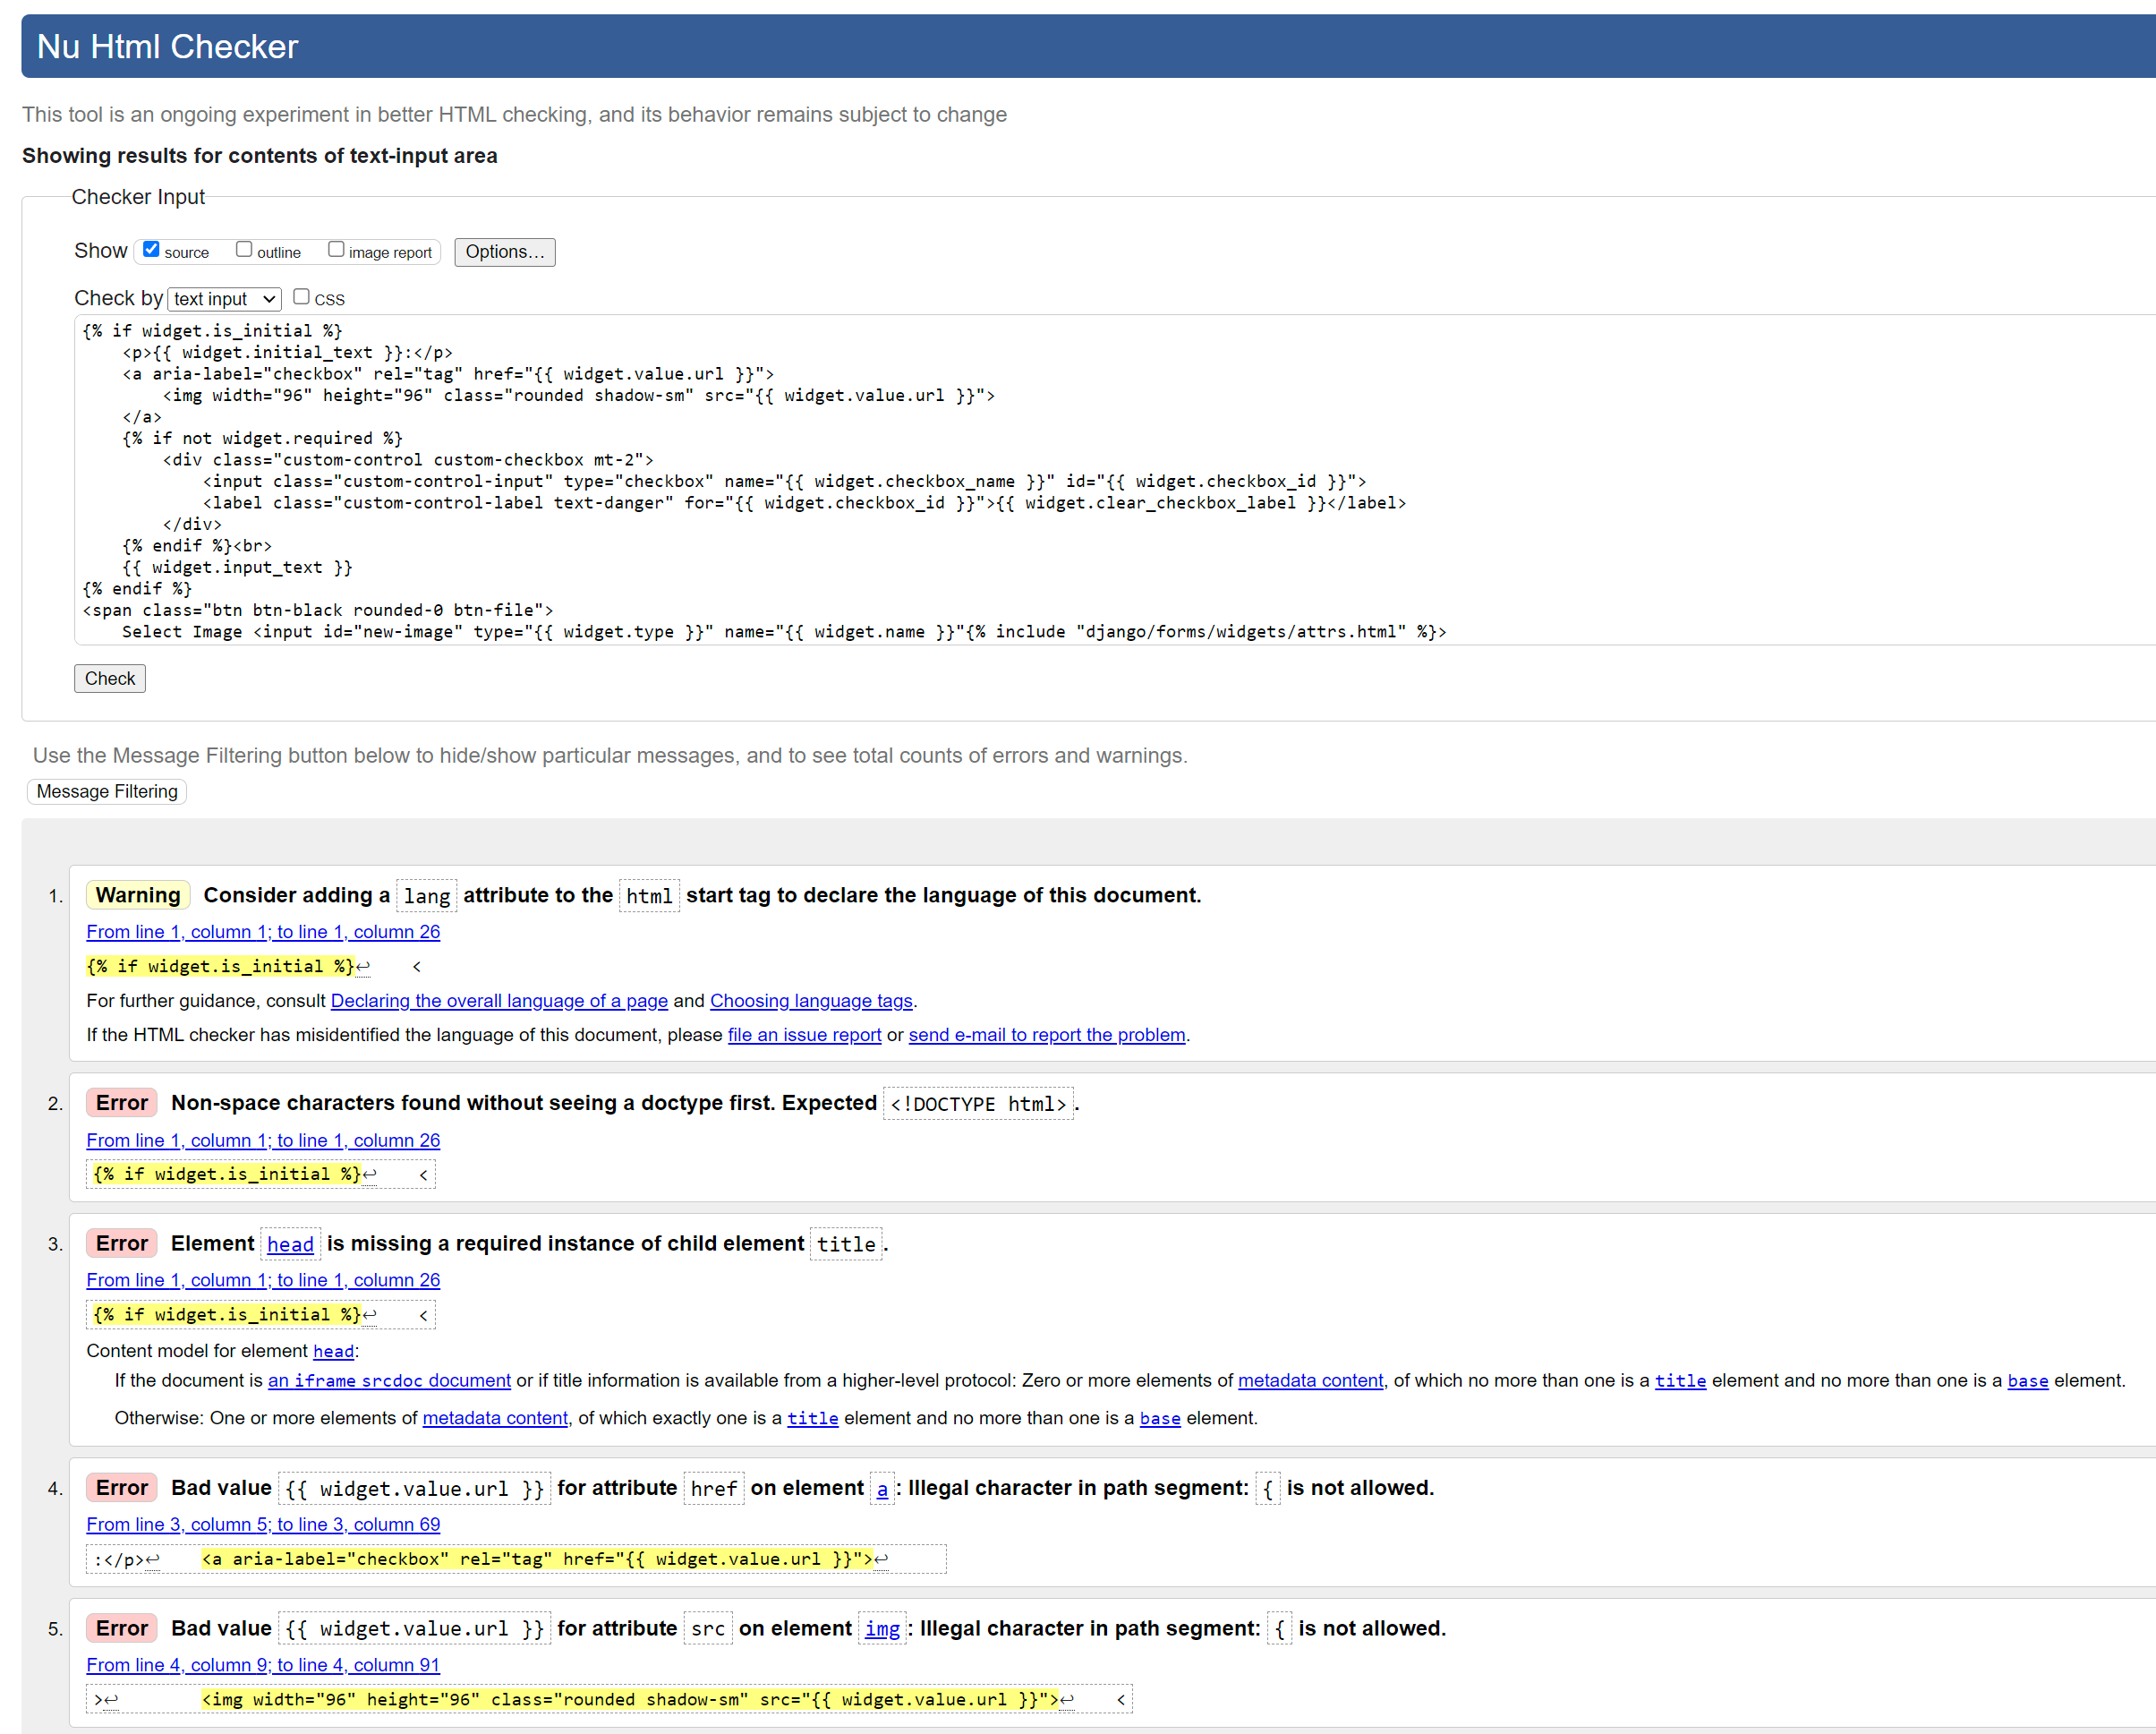 Nu Html Checker
This tool is an ongoing experiment in better HTML checking, and its behavior remains subject to change
Showing results for contents of text-input area
Checker Input
Show source outline image report Options...
Check by text input CSS
{% if widget.is_initial %}
    <p>{{ widget.initial_text }}:</p>
    <a aria-label="checkbox" rel="tag" href="{{ widget.value.url }}">
        <img width="96" height="96" class="rounded shadow-sm" src="{{ widget.value.url }}">
    </a>
    {% if not widget.required %}
        <div class="custom-control custom-checkbox mt-2">
            <input class="custom-control-input" type="checkbox" name="{{ widget.checkbox_name }}" id="{{ widget.checkbox_id }}">
            <label class="custom-control-label text-danger" for="{{ widget.checkbox_id }}">{{ widget.clear_checkbox_label }}</label>
        </div>
    {% endif %}<br>
    {{ widget.input_text }}
{% endif %}
<span class="btn btn-black rounded-0 btn-file">
    Select Image <input id="new-image" type="{{ widget.type }}" name="{{ widget.name }}"{% include "django/forms/widgets/attrs.html" %}>
Check
Use the Message Filtering button below to hide/show particular messages, and to see total counts of errors and warnings.
Message Filtering
1. Warning Consider adding a lang attribute to the html start tag to declare the language of this document.
From line 1, column 1; to line 1, column 26
{% if widget.is_initial %}↩    <
For further guidance, consult Declaring the overall language of a page and Choosing language tags.
If the HTML checker has misidentified the language of this document, please file an issue report or send e-mail to report the problem.
2. Error Non-space characters found without seeing a doctype first. Expected <!DOCTYPE html>.
From line 1, column 1; to line 1, column 26
{% if widget.is_initial %}↩    <
3. Error Element head is missing a required instance of child element title.
From line 1, column 1; to line 1, column 26
{% if widget.is_initial %}↩    <
Content model for element head:
If the document is an iframe srcdoc document or if title information is available from a higher-level protocol: Zero or more elements of metadata content, of which no more than one is a title element and no more than one is a base element.
Otherwise: One or more elements of metadata content, of which exactly one is a title element and no more than one is a base element.
4. Error Bad value {{ widget.value.url }} for attribute href on element a: Illegal character in path segment: { is not allowed.
From line 3, column 5; to line 3, column 69
:</p>↩    <a aria-label="checkbox" rel="tag" href="{{ widget.value.url }}">↩
5. Error Bad value {{ widget.value.url }} for attribute src on element img: Illegal character in path segment: { is not allowed.
From line 4, column 9; to line 4, column 91
>↩        <img width="96" height="96" class="rounded shadow-sm" src="{{ widget.value.url }}">↩    <